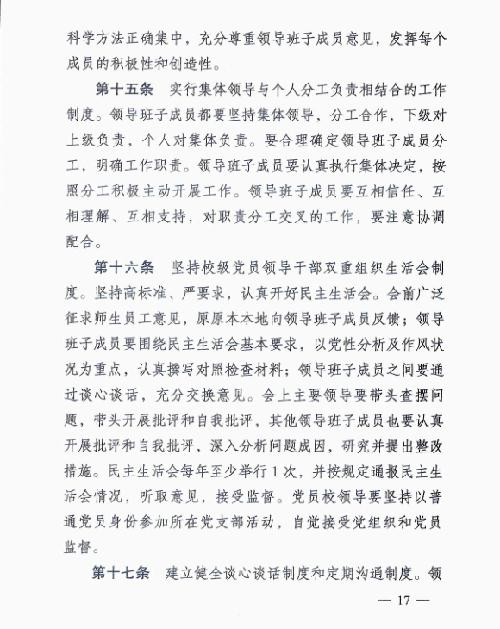 科学方法正确集中，充分尊重领导班子成员意见，发挥每个
成员的积极性和创造性。
第十五条 实行集体领导与个人分工负责相结合的工作
制度。领导班子成员都要坚持集体领导，分工合作，下级对
上级负责，个人对集体负责。要合理确定领导班子成员分
工，明确工作职责。领导班子成员要认真执行集体决定，按
照分工积极主动开展工作。领导班子成员要互相信任、互
相理解、互相支持，对职责分工交叉的工作，要注意协调
配合。
第十六条 坚持校级党员领导干部双重组织生活会制
度。坚持高标准、严要求，认真开好民主生活会。会前广泛
征求师生员工意见，原原本本地向领导班子成员反馈；领导
班子成员要围绕民主生活会基本要求，以党性分析及作风状
况为重点，认真撰写对照检查材料；领导班子成员之间要通
过谈心谈话，充分交换意见。会上主要领导要带头查摆问
题，带头开展批评和自我批评，其他领导班子成员也要认真
开展批评和自我批评，深入分析问题成因，研究并提出整改
措施。民主生活会每年至少举行1次，并按规定通报民主生
活会情况，听取意见，接受监督。党员校领导要坚持以普
通党员身份参加所在党支部活动，自觉接受党组织和党员
监督。
第十七条 建立健全谈心谈话制度和定期沟通制度。领
— 17 —